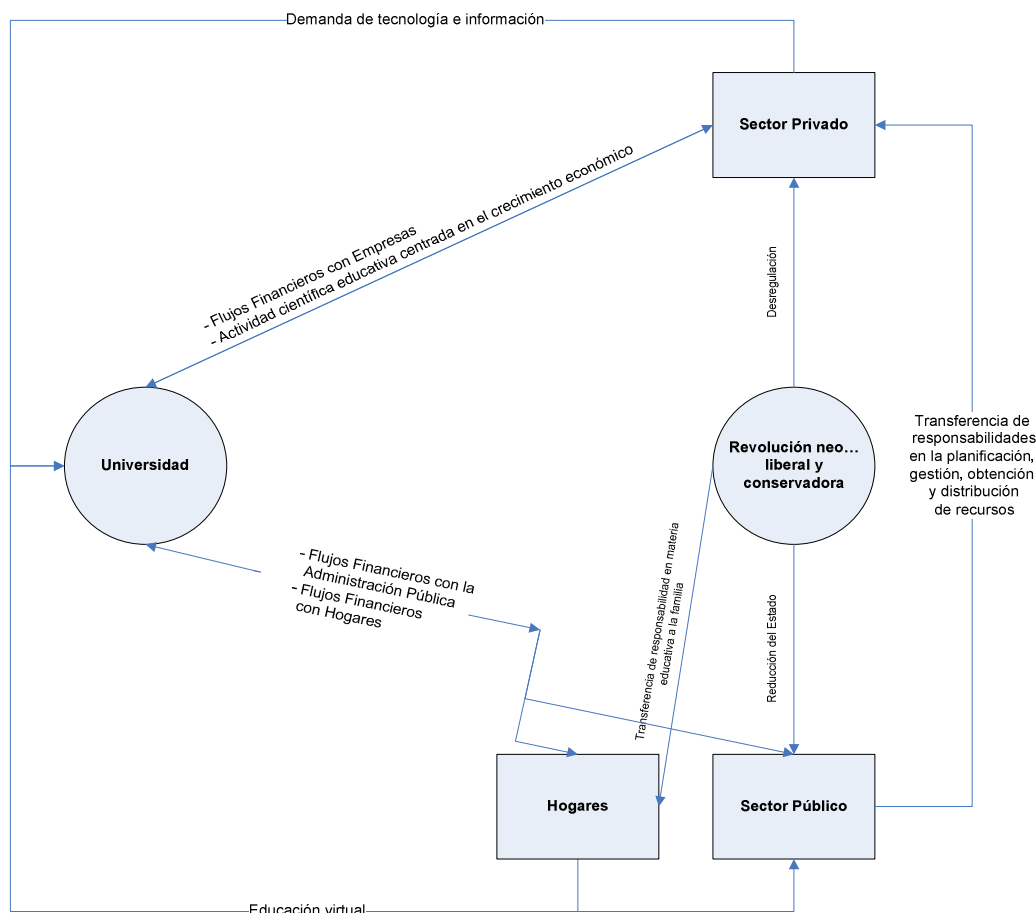 Demanda de tecnología e información
Sector Privado
- Flujos Financieros con Empresas
- Actividad científica educativa centrada en el crecimiento económico
Desregulación
Universidad
Revolución neo…
liberal y
conservadora
Transferencia de
responsabilidades
en la planificación,
gestión, obtención
y distribución
de recursos
- Flujos Financieros con la
Administración Pública
- Flujos Financieros
con Hogares
Transferencia de responsabilidad en materia
educativa a la familia
Reducción del Estado
Hogares
Sector Público
Educación virtual